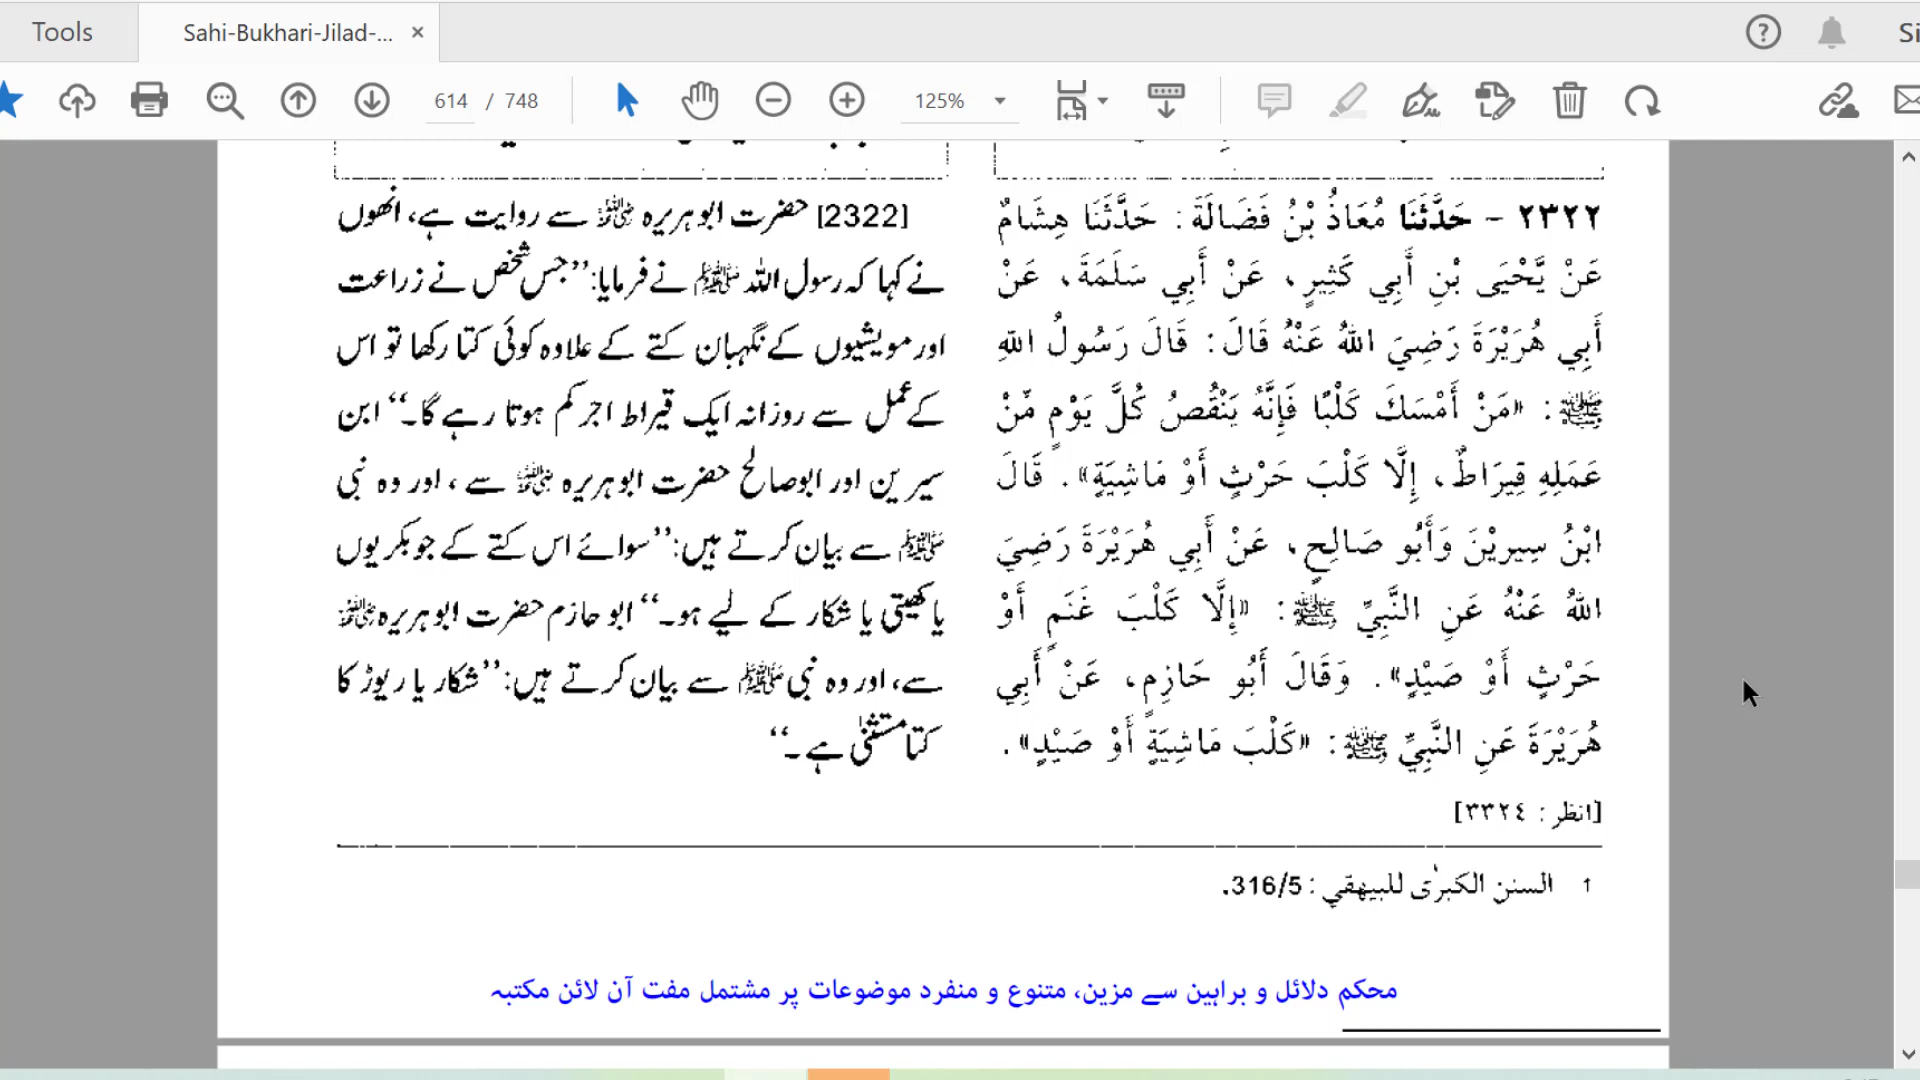 Tools
Sahi-Bukhari-Jilad-...
Si
614 / 748
125%
٢٣٢٢ - حَدَّثَنَا مُعَاذُ بْنُ فَضَالَةَ: حَدَّثَنَا هِشَامٌ
عَنْ يَّحْيَى بْنِ أَبِي كَثِيرٍ، عَنْ أَبِي سَلَمَةَ، عَنْ
أَبِي هُرَيْرَةَ رَضِيَ اللهُ عَنْهُ قَالَ: قَالَ رَسُولُ اللهِ
ﷺ: «مَنْ أَمْسَكَ كَلْبًا فَإِنَّهُ يَنْقُصُ كُلَّ يَوْمٍ مِّنْ
عَمَلِهِ قِيَرَاطٌ، إِلَّا كَلْبَ حَرْثٍ أَوْ مَاشِيَةٍ». قَالَ
ابْنُ سِيرِيْنَ وَأَبُو صَالِحٍ، عَنْ أَبِي هُرَيْرَةَ رَضِيَ
اللهُ عَنْهُ عَنِ النَّبِيِّ ﷺ: «إِلَّا كَلْبَ غَنَمٍ أَوْ
حَرْثٍ أَوْ صَيْدٍ». وَقَالَ أَبُو حَازِمٍ، عَنْ أَبِي
هُرَيْرَةَ عَنِ النَّبِيِّ ﷺ: «كَلْبَ مَاشِيَةٍ أَوْ صَيْدٍ».
[انظر: ٣٣٢٤]
[2322] حضرت ابوہریرہ رضی اللہ عنہ سے روایت ہے، انھوں
نے کہا کہ رسول اللہ ﷺ نے فرمایا: ’’جس شخص نے زراعت
اور مویشیوں کے نگہبان کتے کے علاوہ کوئی کتا رکھا تو اس
کے عمل سے روزانہ ایک قیراط اجر کم ہوتا رہے گا۔‘‘ ابن
سیرین اور ابوصالح حضرت ابوہریرہ رضی اللہ عنہ سے، اور وہ نبی
ﷺ سے بیان کرتے ہیں: ’’سوائے اس کتے کے جو بکریوں
یا کھیتی یا شکار کے لیے ہو۔‘‘ ابو حازم حضرت ابوہریرہ رضی اللہ عنہ
سے، اور وہ نبی ﷺ سے بیان کرتے ہیں: ’’شکار یا ریوڑ کا
کتا مستثنیٰ ہے۔‘‘
١ السنن الكبرٰى للبيهقي: 316/5.
محکم دلائل و براہین سے مزین، متنوع و منفرد موضوعات پر مشتمل مفت آن لائن مکتبہ